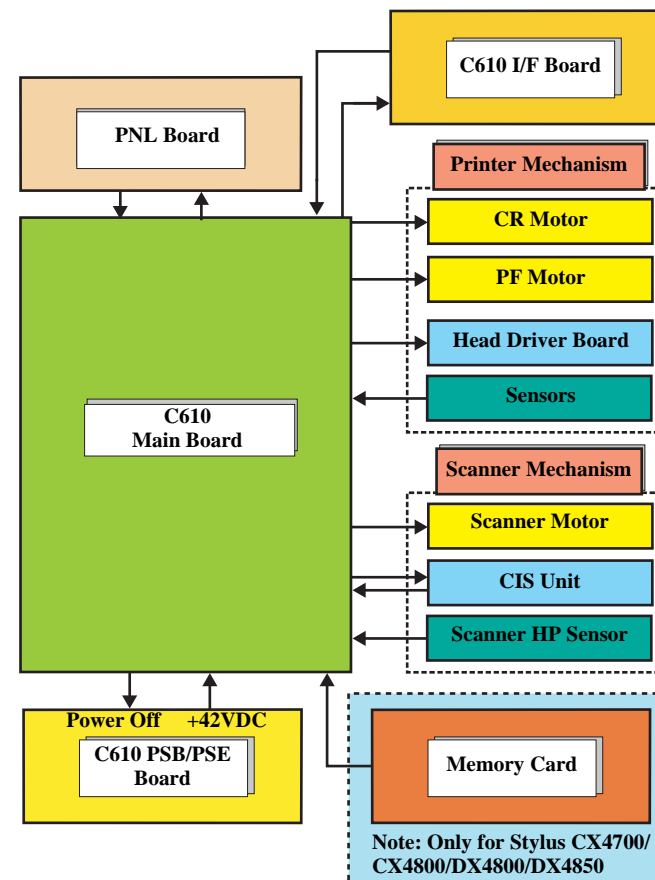 C610 I/F Board
PNL Board
Printer Mechanism
CR Motor
PF Motor
Head Driver Board
Sensors
C610
Main Board
Scanner Mechanism
Scanner Motor
CIS Unit
Scanner HP Sensor
Power Off +42VDC
C610 PSB/PSE
Board
Memory Card
Note: Only for Stylus CX4700/
CX4800/DX4800/DX4850